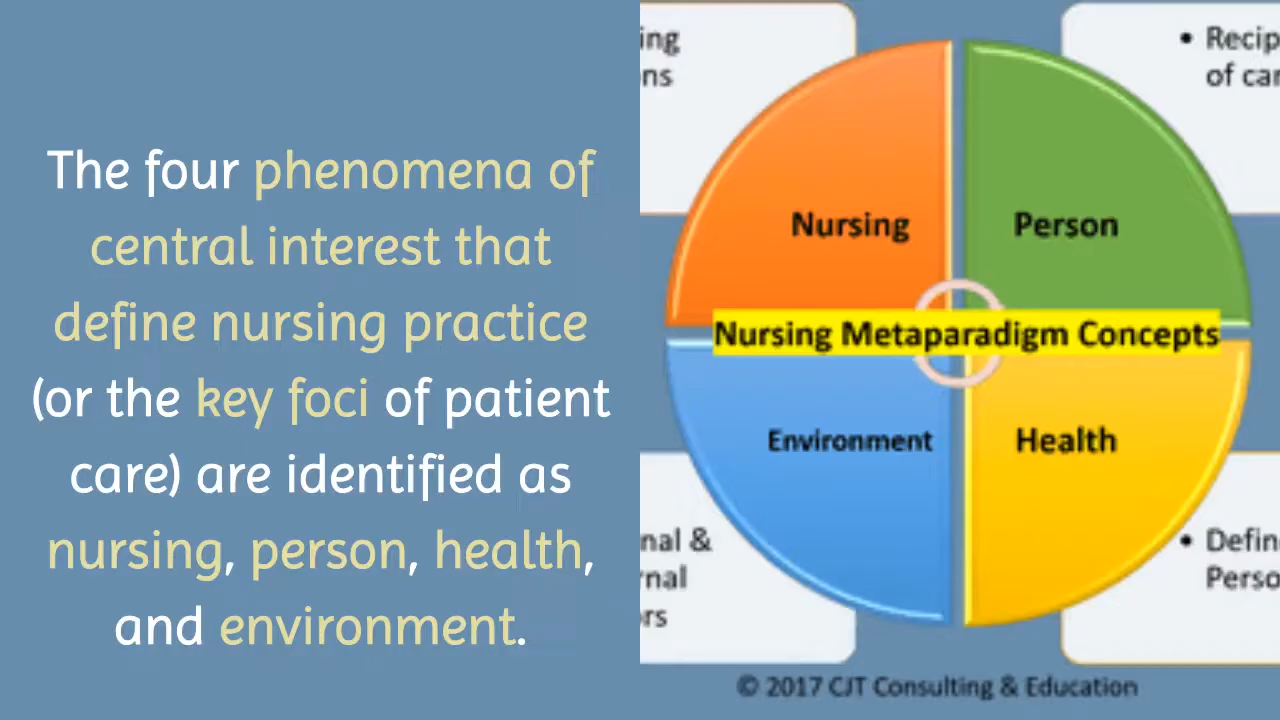 The four phenomena of
central interest that
define nursing practice
(or the key foci of patient
care) are identified as
nursing, person, health,
and environment.
• Recip
of car
Nursing
Person
Nursing Metaparadigm Concepts
Environment
Health
nal &
• Defin
Perso
© 2017 CJT Consulting & Education